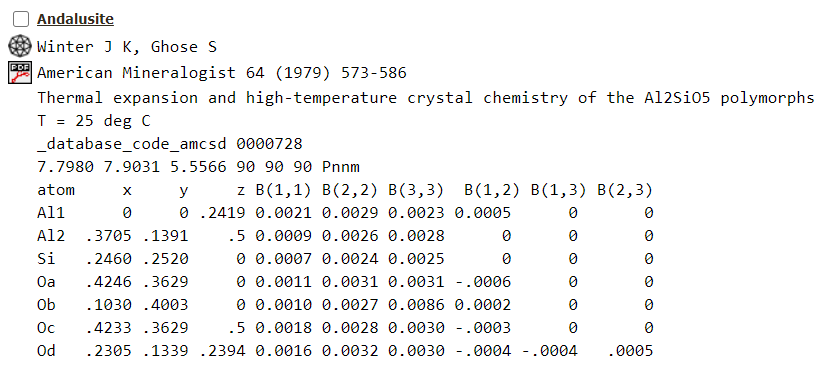 Andalusite
Winter J K, Ghose S
PDF
American Mineralogist 64 (1979) 573-586
Thermal expansion and high-temperature crystal chemistry of the Al2SiO5 polymorphs
T = 25 deg C
_database_code_amcsd 0000728
7.7980 7.9031 5.5566 90 90 90 Pnnm
atom x y z B(1,1) B(2,2) B(3,3) B(1,2) B(1,3) B(2,3)
Al1 0 0 .2419 0.0021 0.0029 0.0023 0.0005 0 0
Al2 .3705 .1391 .5 0.0009 0.0026 0.0028 0 0 0
Si .2460 .2520 0 0.0007 0.0024 0.0025 0 0 0
Oa .4246 .3629 0 0.0011 0.0031 0.0031 -.0006 0 0
Ob .1030 .4003 0 0.0010 0.0027 0.0086 0.0002 0 0
Oc .4233 .3629 .5 0.0018 0.0028 0.0030 -.0003 0 0
Od .2305 .1339 .2394 0.0016 0.0032 0.0030 -.0004 -.0004 .0005